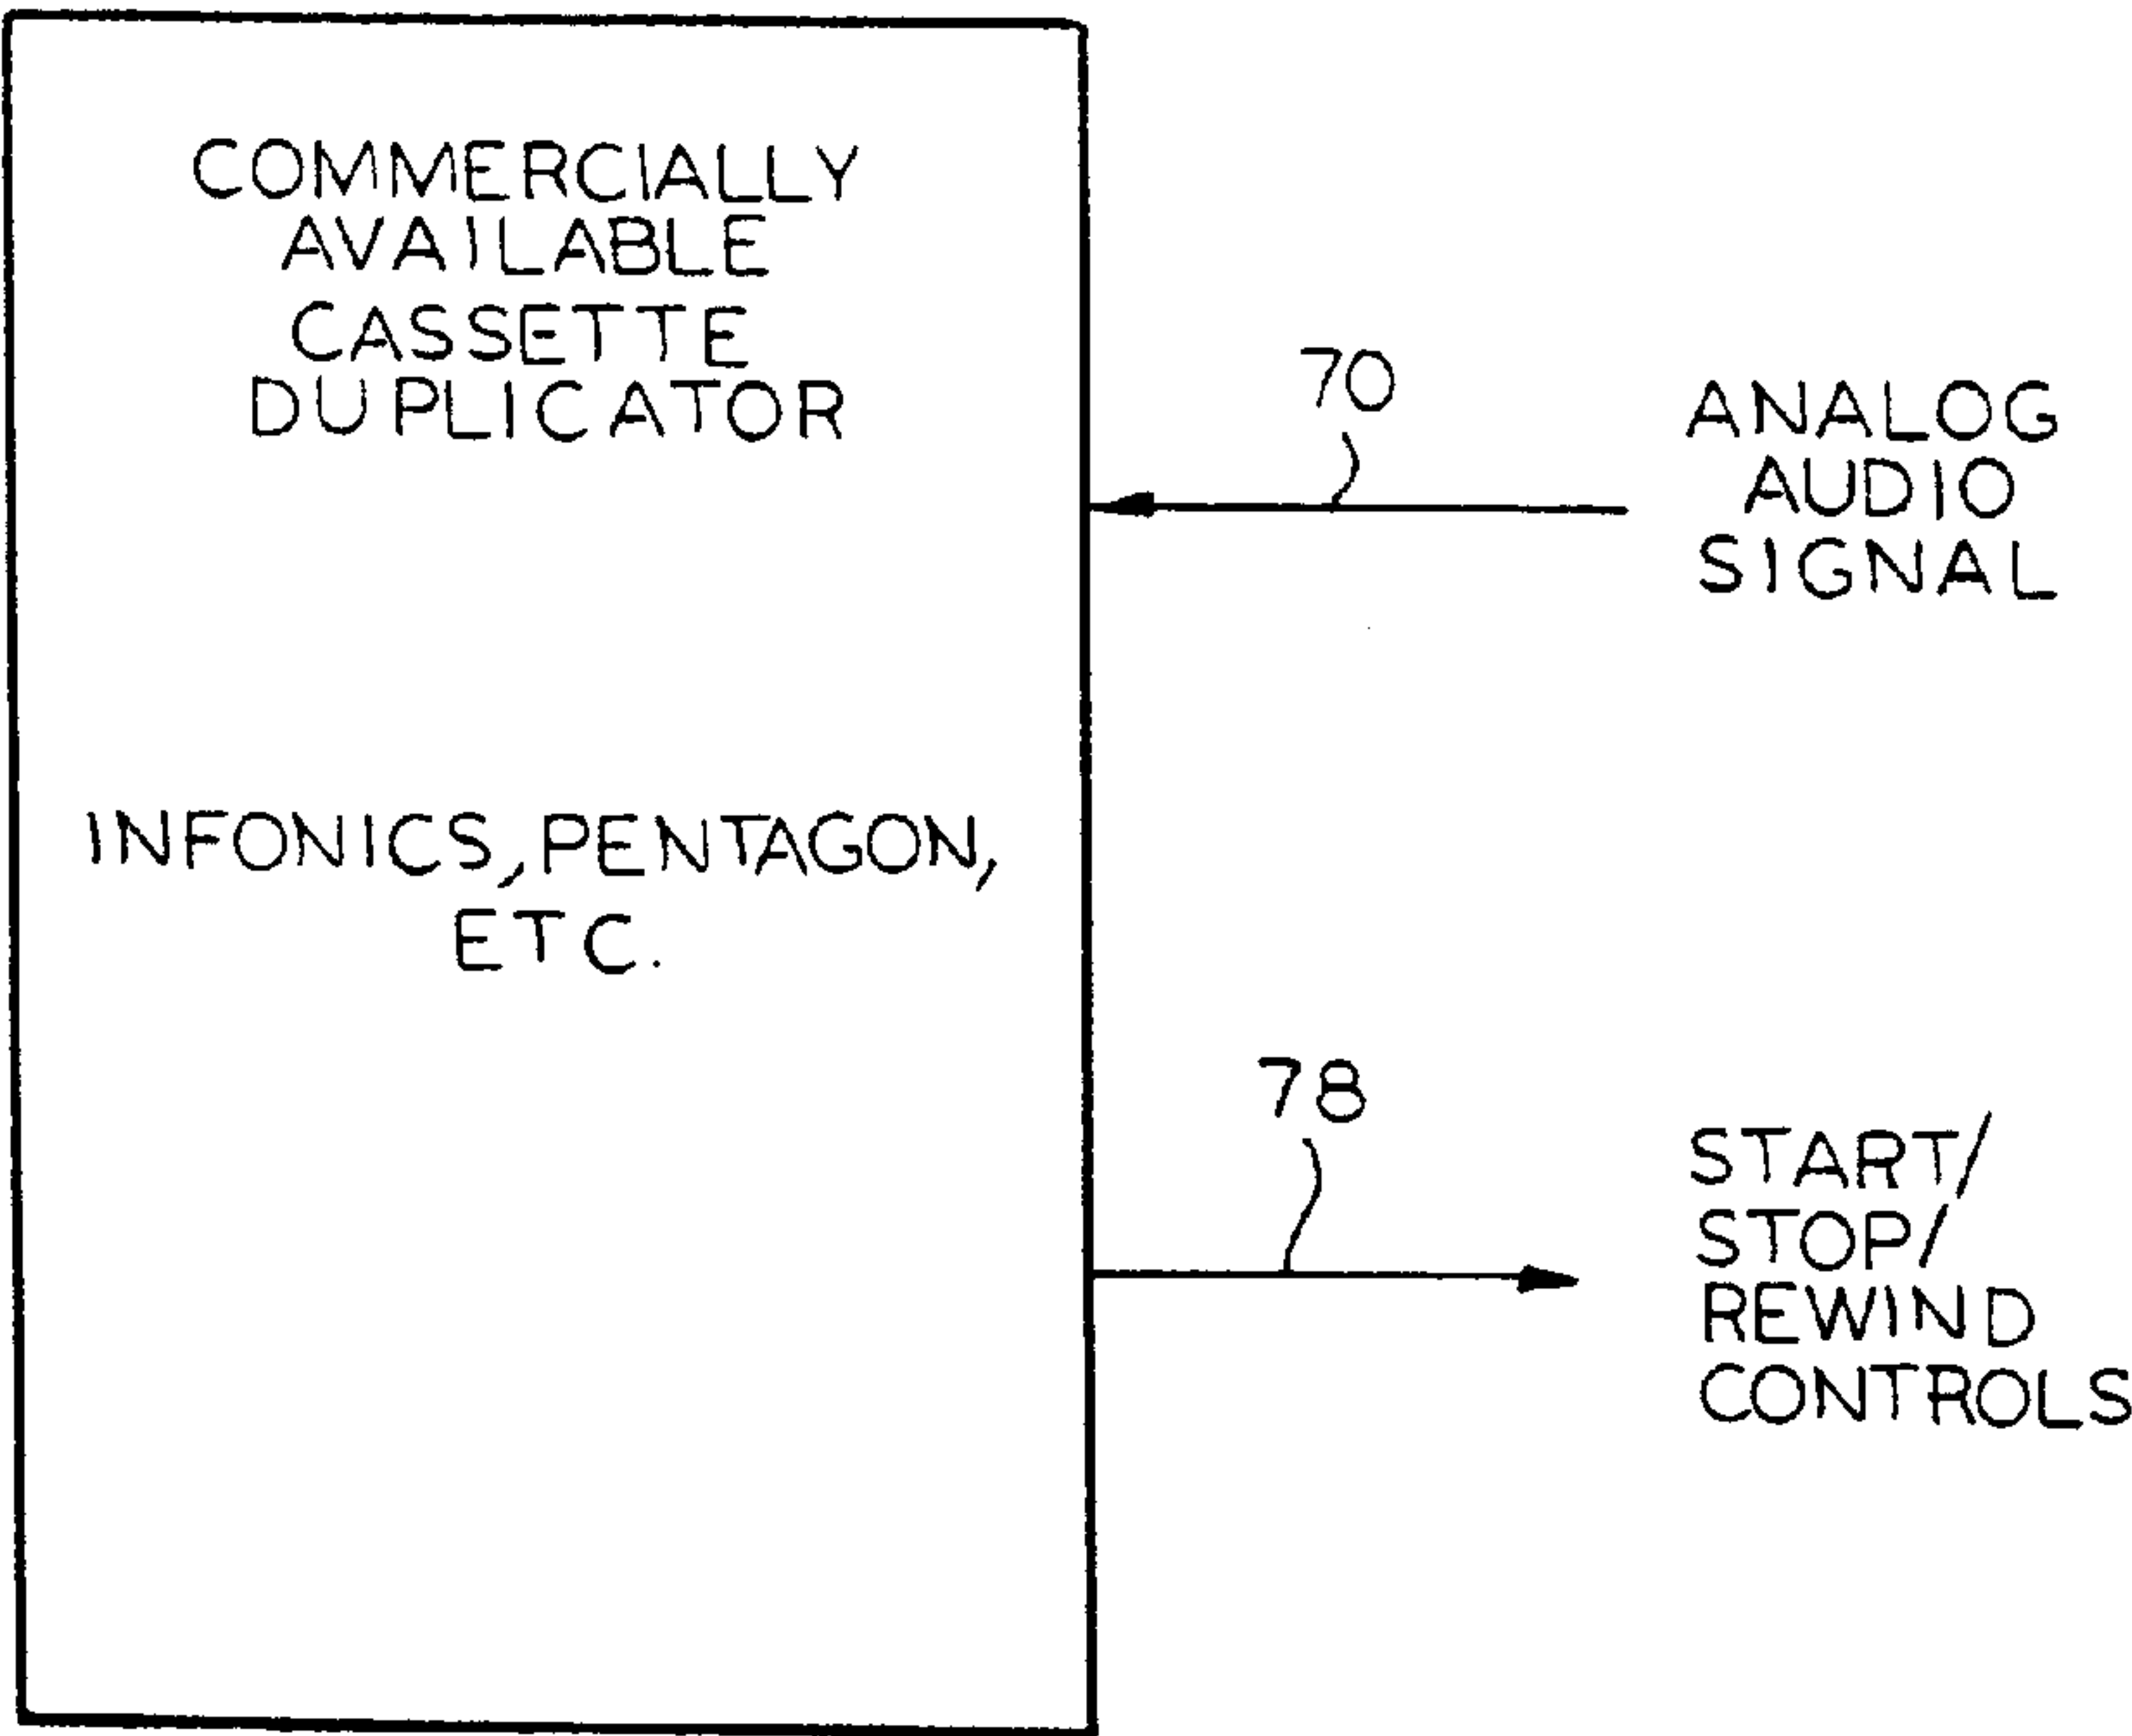 COMMERCIALLY
AVAILABLE
CASSETTE
DUPLICATOR
INFONICS, PENTAGON,
ETC.
70
ANALOG
AUDIO
SIGNAL
78
START/
STOP/
REWIND
CONTROLS